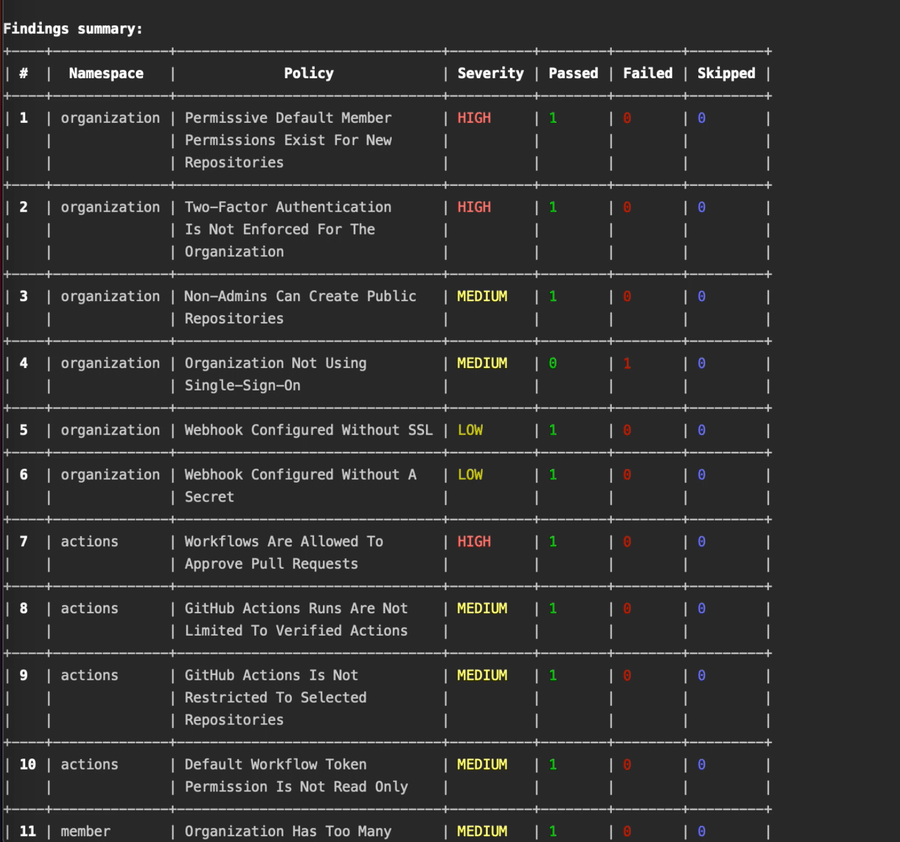 Findings summary:
# | Namespace | Policy | Severity | Passed | Failed | Skipped
1 | organization | Permissive Default Member | HIGH | 1 | 0 | 0
Permissions Exist For New
Repositories
2 | organization | Two-Factor Authentication | HIGH | 1 | 0 | 0
Is Not Enforced For The
Organization
3 | organization | Non-Admins Can Create Public | MEDIUM | 1 | 0 | 0
Repositories
4 | organization | Organization Not Using | MEDIUM | 0 | 1 | 0
Single-Sign-On
5 | organization | Webhook Configured Without SSL | LOW | 1 | 0 | 0
6 | organization | Webhook Configured Without A | LOW | 1 | 0 | 0
Secret
7 | actions | Workflows Are Allowed To | HIGH | 1 | 0 | 0
Approve Pull Requests
8 | actions | GitHub Actions Runs Are Not | MEDIUM | 1 | 0 | 0
Limited To Verified Actions
9 | actions | GitHub Actions Is Not | MEDIUM | 1 | 0 | 0
Restricted To Selected
Repositories
10 | actions | Default Workflow Token | MEDIUM | 1 | 0 | 0
Permission Is Not Read Only
11 | member | Organization Has Too Many | MEDIUM | 1 | 0 | 0